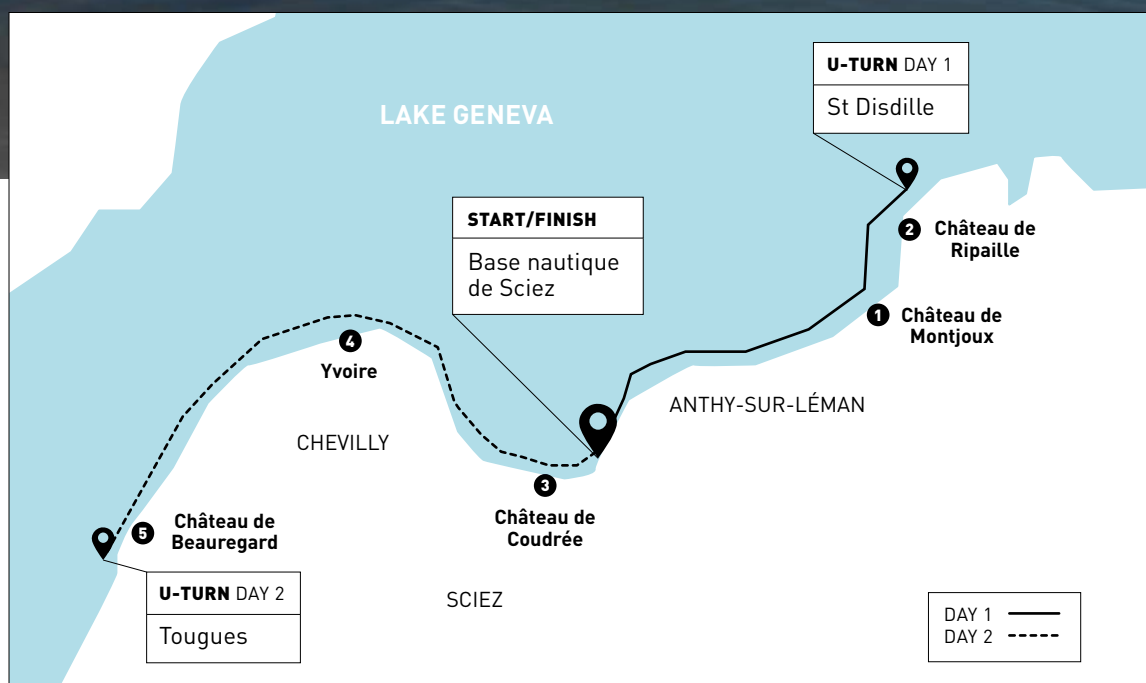 U-TURN DAY 1
St Disdille
LAKE GENEVA
START/FINISH
Base nautique
de Sciez
2 Château de
Ripaille
1 Château de
Montjoux
4
Yvoire
ANTHY-SUR-LÉMAN
CHEVILLY
3
Château de
Coudrée
5 Château de
Beauregard
U-TURN DAY 2
Tougues
SCIEZ
DAY 1
DAY 2